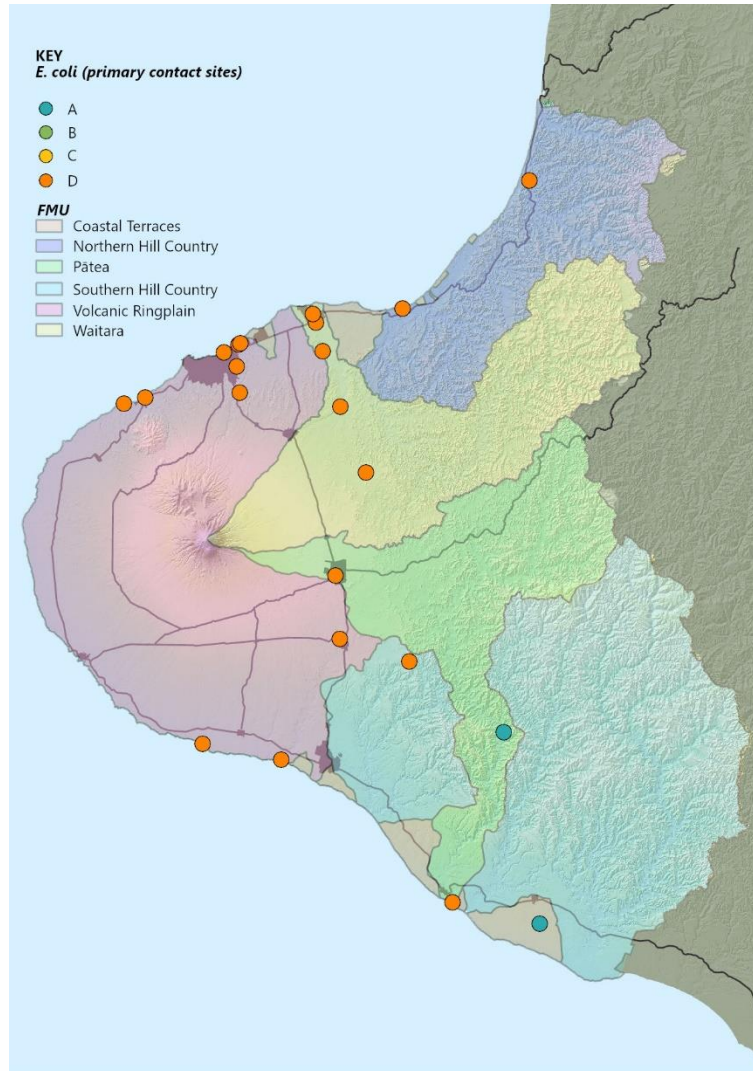 KEY
E. coli (primary contact sites)
A
B
C
D
FMU
Coastal Terraces
Northern Hill Country
Pātea
Southern Hill Country
Volcanic Ringplain
Waitara